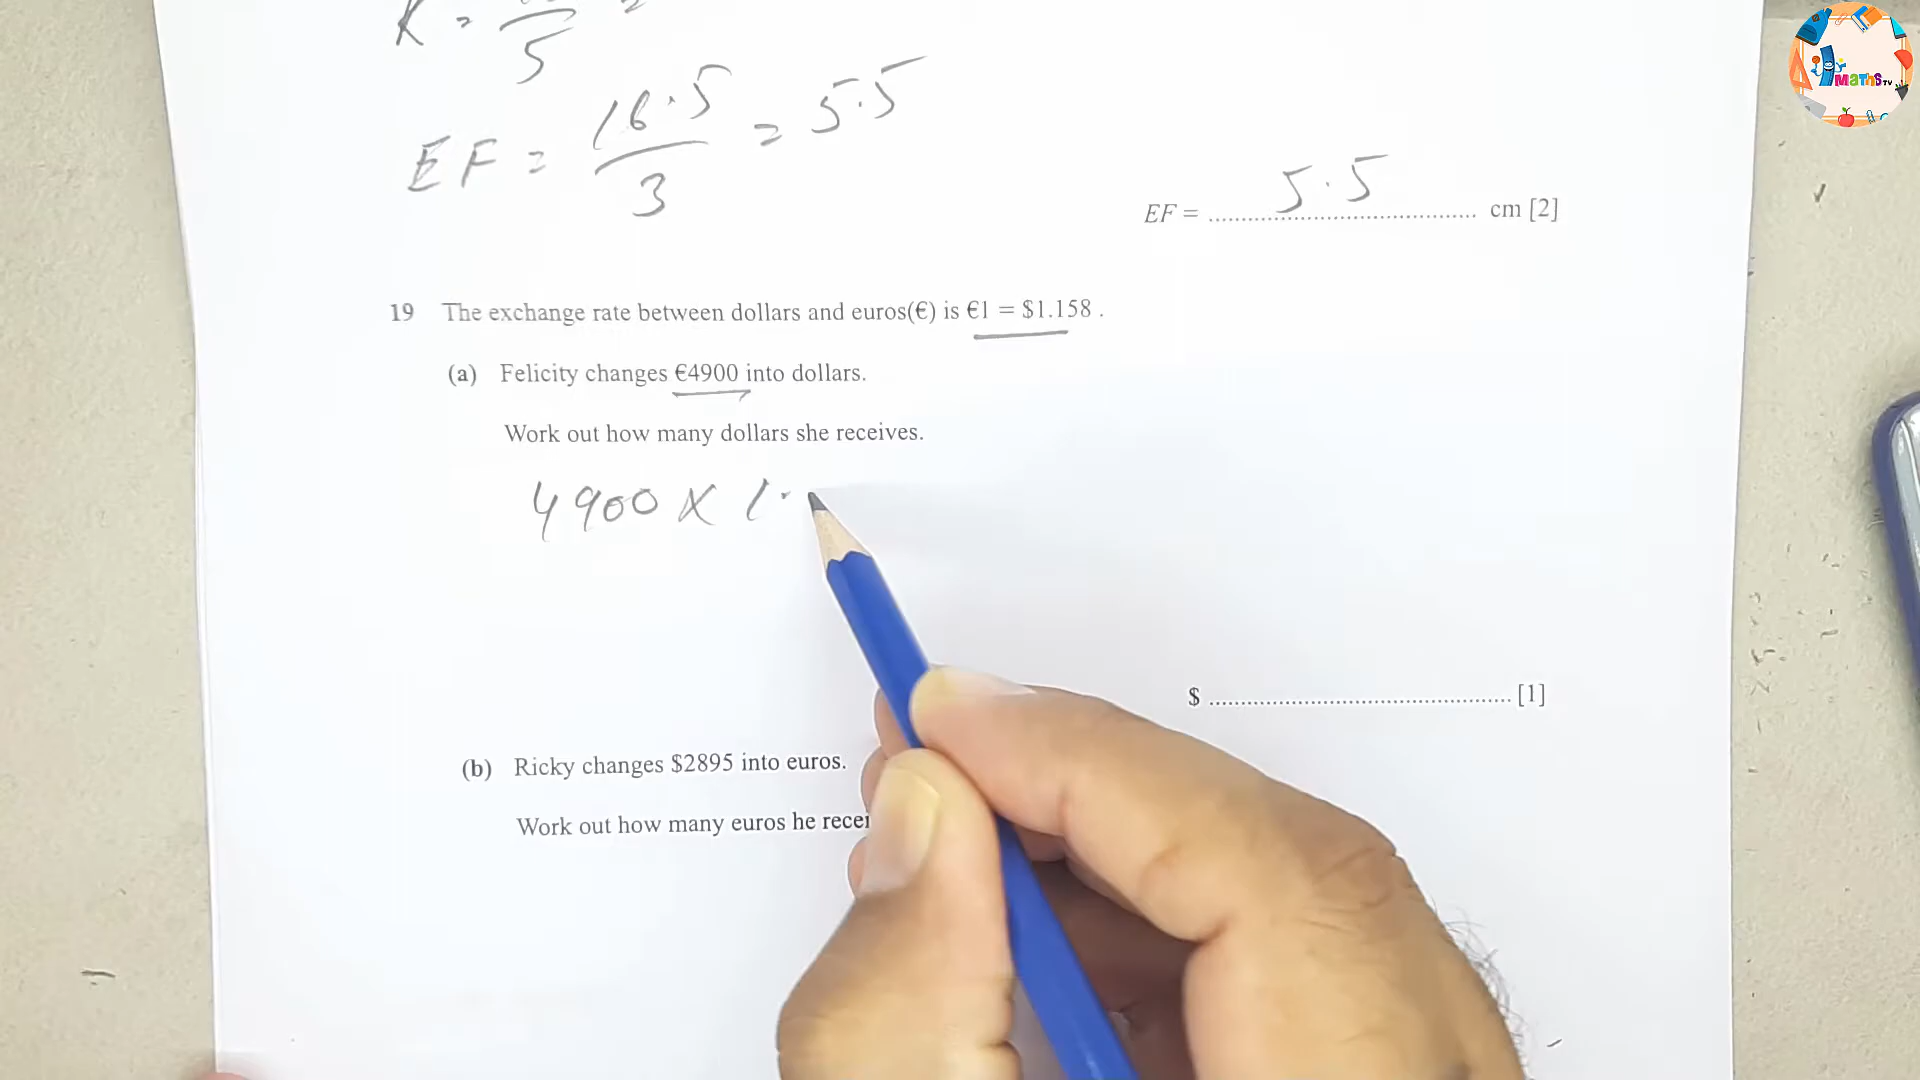 K =
5
EF = 16.5 = 5.5
3
EF = 5.5 cm [2]
MATHS TV
19 The exchange rate between dollars and euros(€) is €1 = $1.158 .
(a) Felicity changes €4900 into dollars.
Work out how many dollars she receives.
4900 X 1.
$ ................................................ [1]
(b) Ricky changes $2895 into euros.
Work out how many euros he